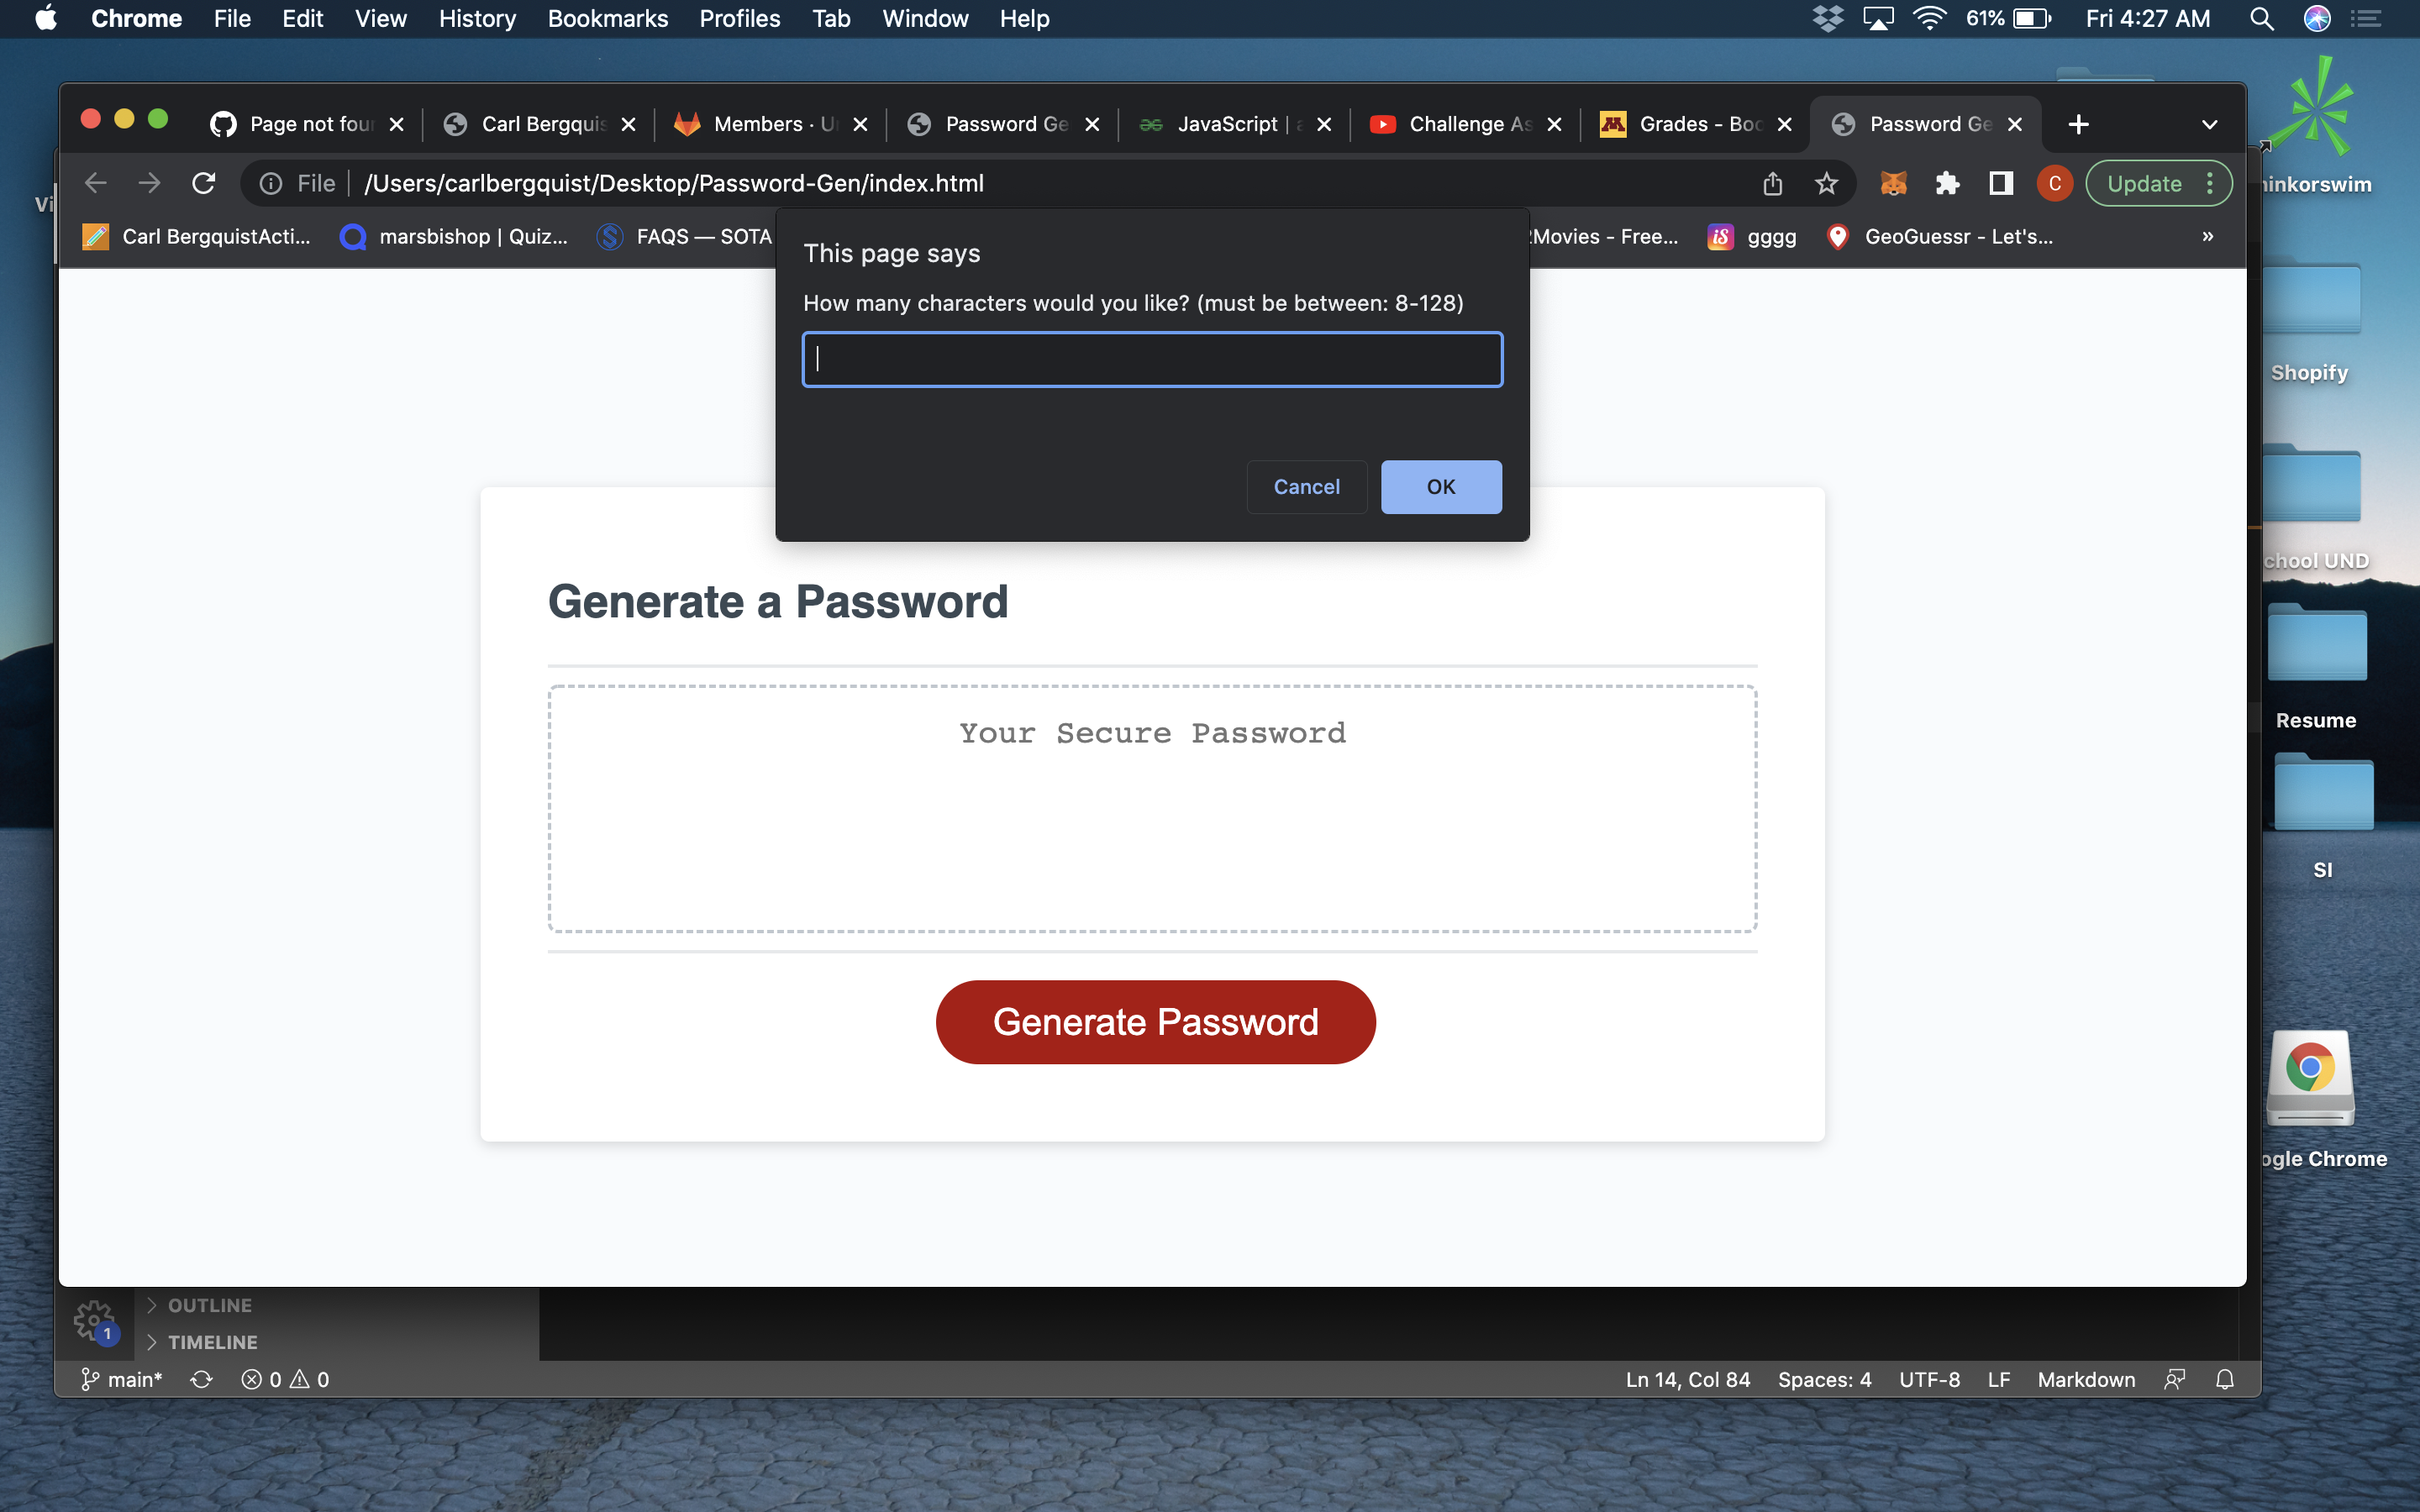 Chrome File Edit View History Bookmarks Profiles Tab Window Help 61% Fri 4:27 AM
Page not four Carl Bergquis Members · U Password Ge JavaScript | a Challenge As Grades - Boo Password Ge
File /Users/carlbergquist/Desktop/Password-Gen/index.html C Update
Carl BergquistActi... marsbishop | Quiz... FAQS — SOTA Movies - Free... iS gggg GeoGuessr - Let's... »
This page says
How many characters would you like? (must be between: 8-128)
Cancel OK
Generate a Password
Your Secure Password
Generate Password
Vi
inkorswim
Shopify
chool UND
Resume
SI
ogle Chrome
OUTLINE
1
TIMELINE
main* 0 0 Ln 14, Col 84 Spaces: 4 UTF-8 LF Markdown